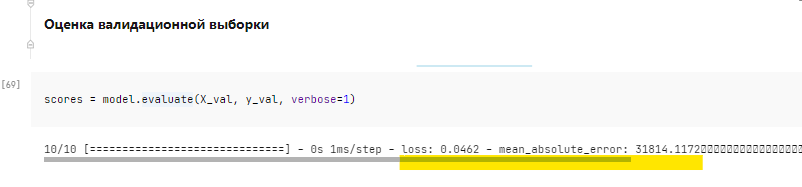 Оценка валидационной выборки
[69]
scores = model.evaluate(X_val, y_val, verbose=1)
10/10 [==============================] - 0s 1ms/step - loss: 0.0462 - mean_absolute_error: 31814.1172